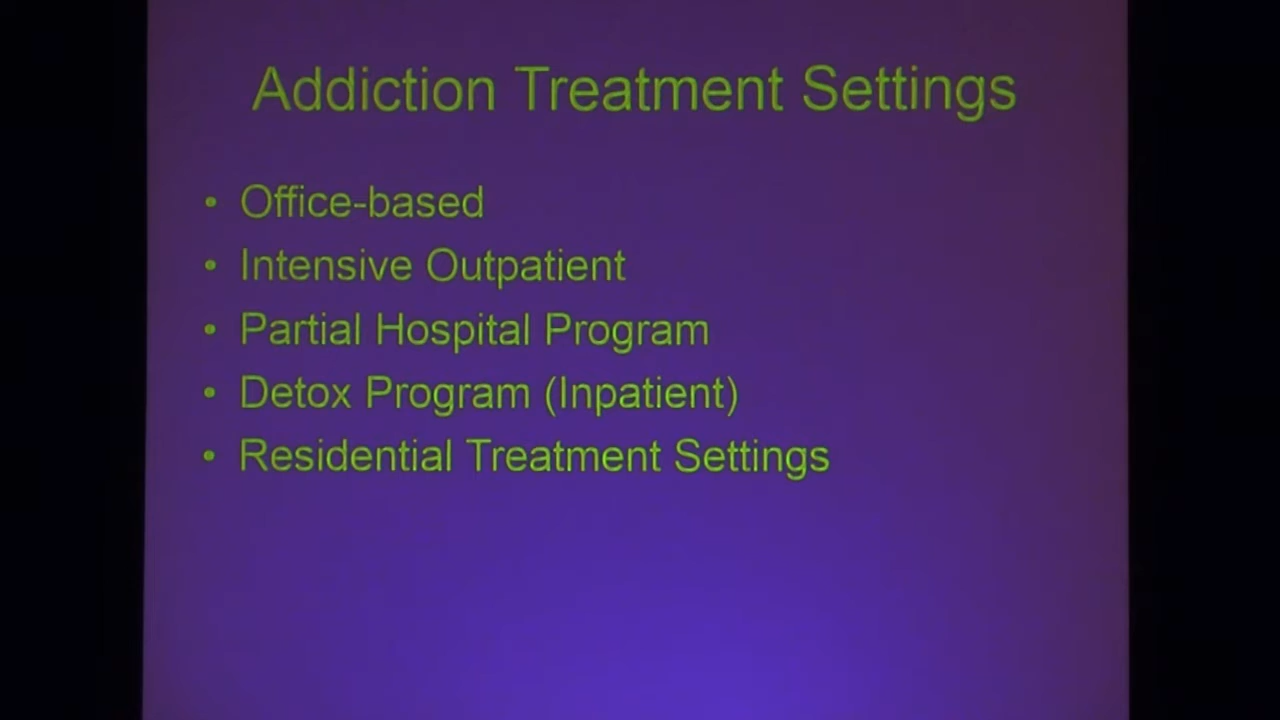 Addiction Treatment Settings
• Office-based
• Intensive Outpatient
• Partial Hospital Program
• Detox Program (Inpatient)
• Residential Treatment Settings